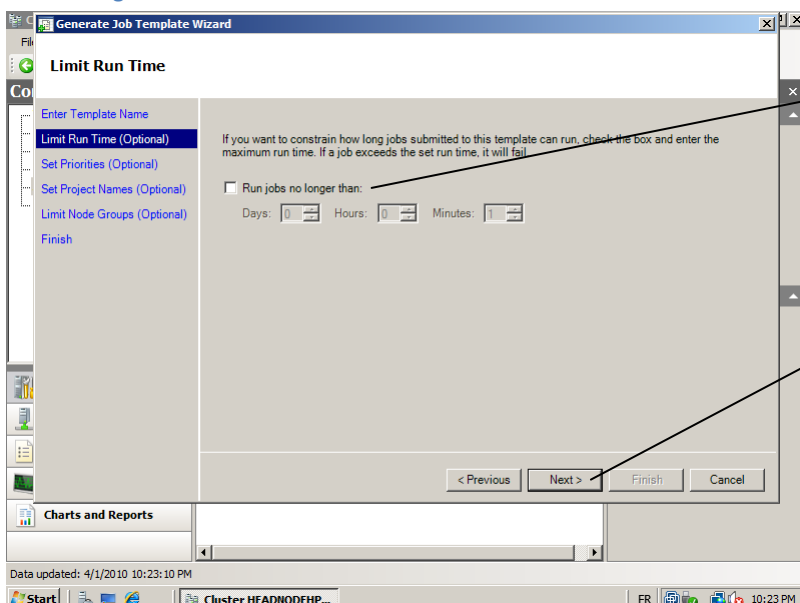 Generate Job Template Wizard
Limit Run Time
Enter Template Name
Limit Run Time (Optional)
Set Priorities (Optional)
Set Project Names (Optional)
Limit Node Groups (Optional)
Finish
If you want to constrain how long jobs submitted to this template can run, check the box and enter the
maximum run time. If a job exceeds the set run time, it will fail.
Run jobs no longer than:
Days: 0 Hours: 0 Minutes: 1
< Previous Next > Finish Cancel
Charts and Reports
Data updated: 4/1/2010 10:23:10 PM
Start Cluster HEADNODEHP... FR 10:23 PM